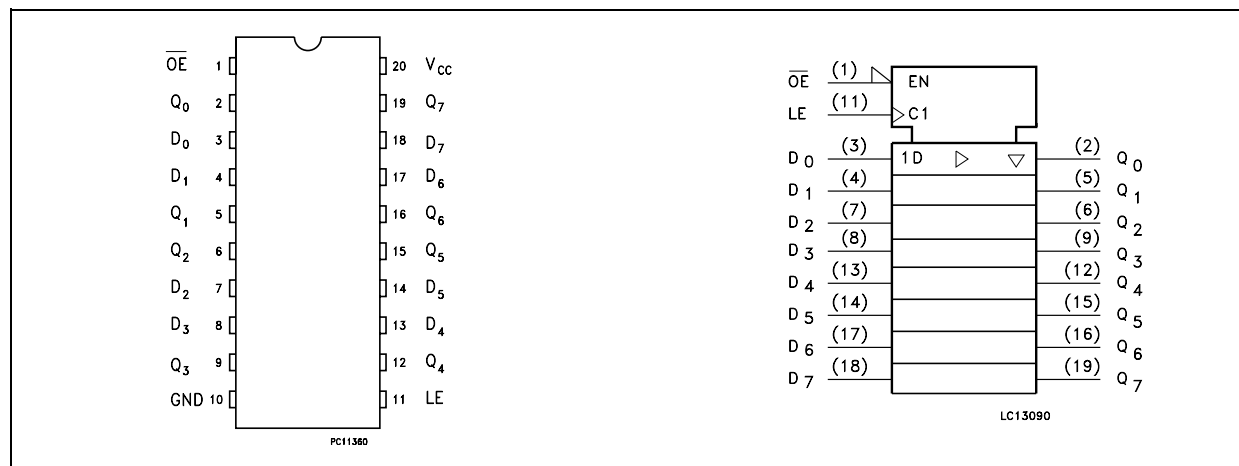 OE 1 20 VCC
Q0 2 19 Q7
D0 3 18 D7
D1 4 17 D6
Q1 5 16 Q6
Q2 6 15 Q5
D2 7 14 D5
D3 8 13 D4
Q3 9 12 Q4
GND 10 11 LE
PC11360
OE (1) EN
LE (11) C1
D0 (3) 1D (2) Q0
D1 (4) (5) Q1
D2 (7) (6) Q2
D3 (8) (9) Q3
D4 (13) (12) Q4
D5 (14) (15) Q5
D6 (17) (16) Q6
D7 (18) (19) Q7
LC13090